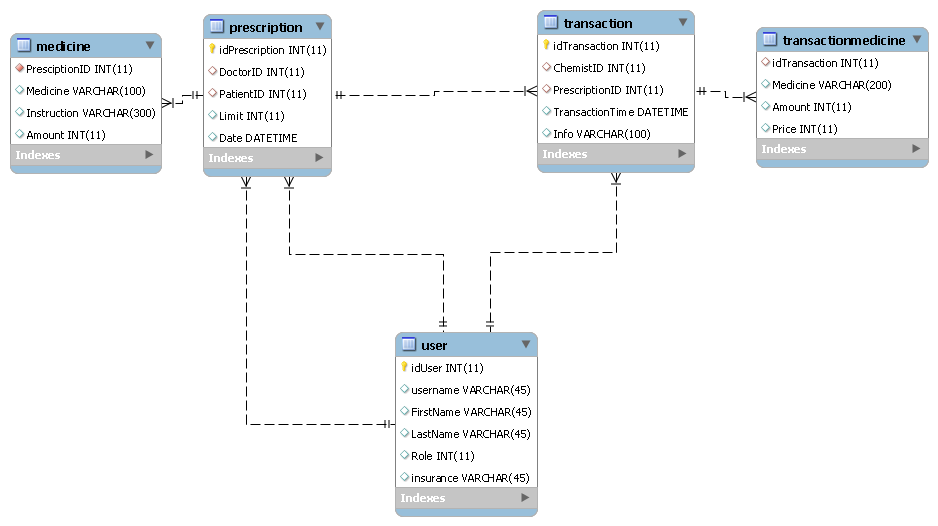 medicine
PresciptionID INT(11)
Medicine VARCHAR(100)
Instruction VARCHAR(300)
Amount INT(11)
Indexes
prescription
idPrescription INT(11)
DoctorID INT(11)
PatientID INT(11)
Limit INT(11)
Date DATETIME
Indexes
transaction
idTransaction INT(11)
ChemistID INT(11)
PrescriptionID INT(11)
TransactionTime DATETIME
Info VARCHAR(100)
Indexes
transactionmedicine
idTransaction INT(11)
Medicine VARCHAR(200)
Amount INT(11)
Price INT(11)
Indexes
user
idUser INT(11)
username VARCHAR(45)
FirstName VARCHAR(45)
LastName VARCHAR(45)
Role INT(11)
insurance VARCHAR(45)
Indexes